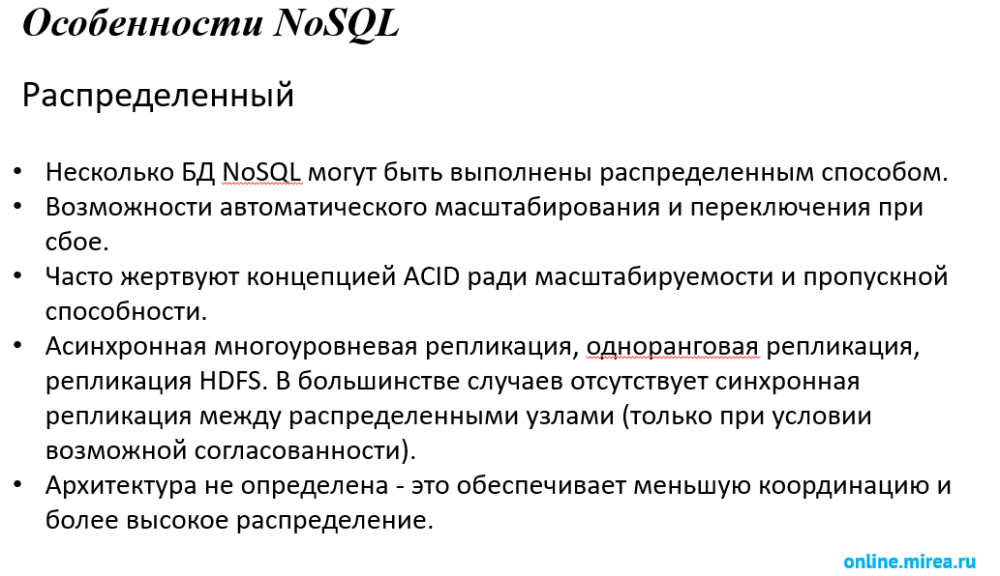 Особенности NoSQL
Распределенный
• Несколько БД NoSQL могут быть выполнены распределенным способом.
• Возможности автоматического масштабирования и переключения при
сбое.
• Часто жертвуют концепцией ACID ради масштабируемости и пропускной
способности.
• Асинхронная многоуровневая репликация, одноранговая репликация,
репликация HDFS. В большинстве случаев отсутствует синхронная
репликация между распределенными узлами (только при условии
возможной согласованности).
• Архитектура не определена - это обеспечивает меньшую координацию и
более высокое распределение.
online.mirea.ru